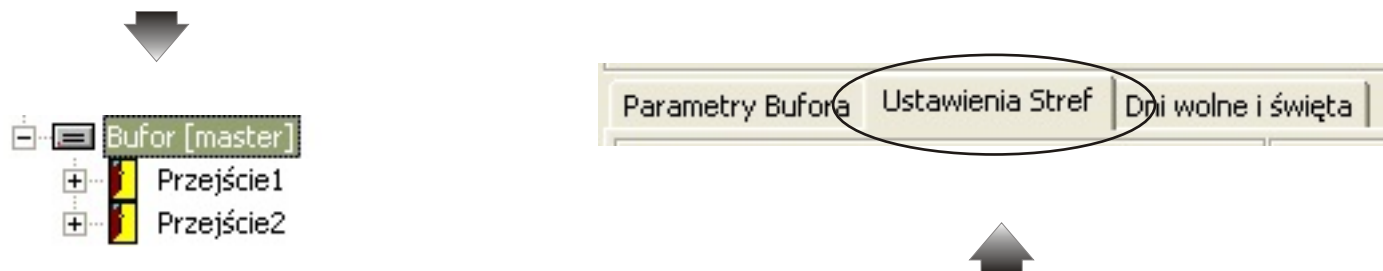 Bufor [master]
Przejście1
Przejście2
Parametry Bufora Ustawienia Stref Dni wolne i święta